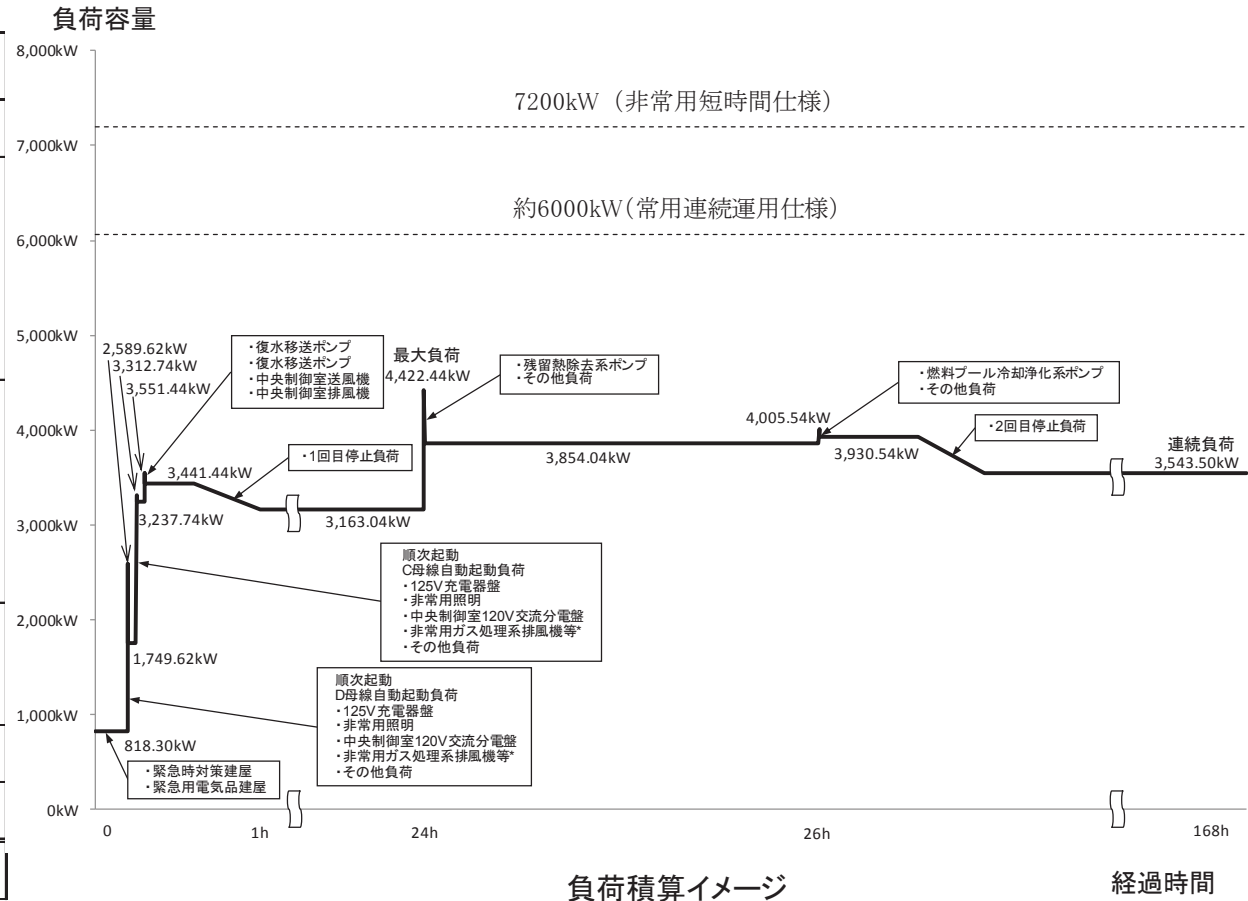 負荷容量
8,000kW
7200kW（非常用短時間仕様）
7,000kW
約6000kW(常用連続運用仕様)
6,000kW
5,000kW
2,589.62kW
3,312.74kW
3,551.44kW
・復水移送ポンプ
・復水移送ポンプ
・中央制御室送風機
・中央制御室排風機
最大負荷
4,422.44kW
・残留熱除去系ポンプ
・その他負荷
・燃料プール冷却浄化系ポンプ
・その他負荷
4,000kW
4,005.54kW
・2回目停止負荷
3,441.44kW
・1回目停止負荷
3,854.04kW
3,930.54kW
連続負荷
3,543.50kW
3,000kW
3,237.74kW
3,163.04kW
順次起動
C母線自動起動負荷
・125V充電器盤
・非常用照明
・中央制御室120V交流分電盤
・非常用ガス処理系排風機等*
・その他負荷
2,000kW
1,749.62kW
順次起動
D母線自動起動負荷
・125V充電器盤
・非常用照明
・中央制御室120V交流分電盤
・非常用ガス処理系排風機等*
・その他負荷
1,000kW
818.30kW
・緊急時対策建屋
・緊急用電気品建屋
0kW
0
1h
24h
26h
168h
負荷積算イメージ
経過時間